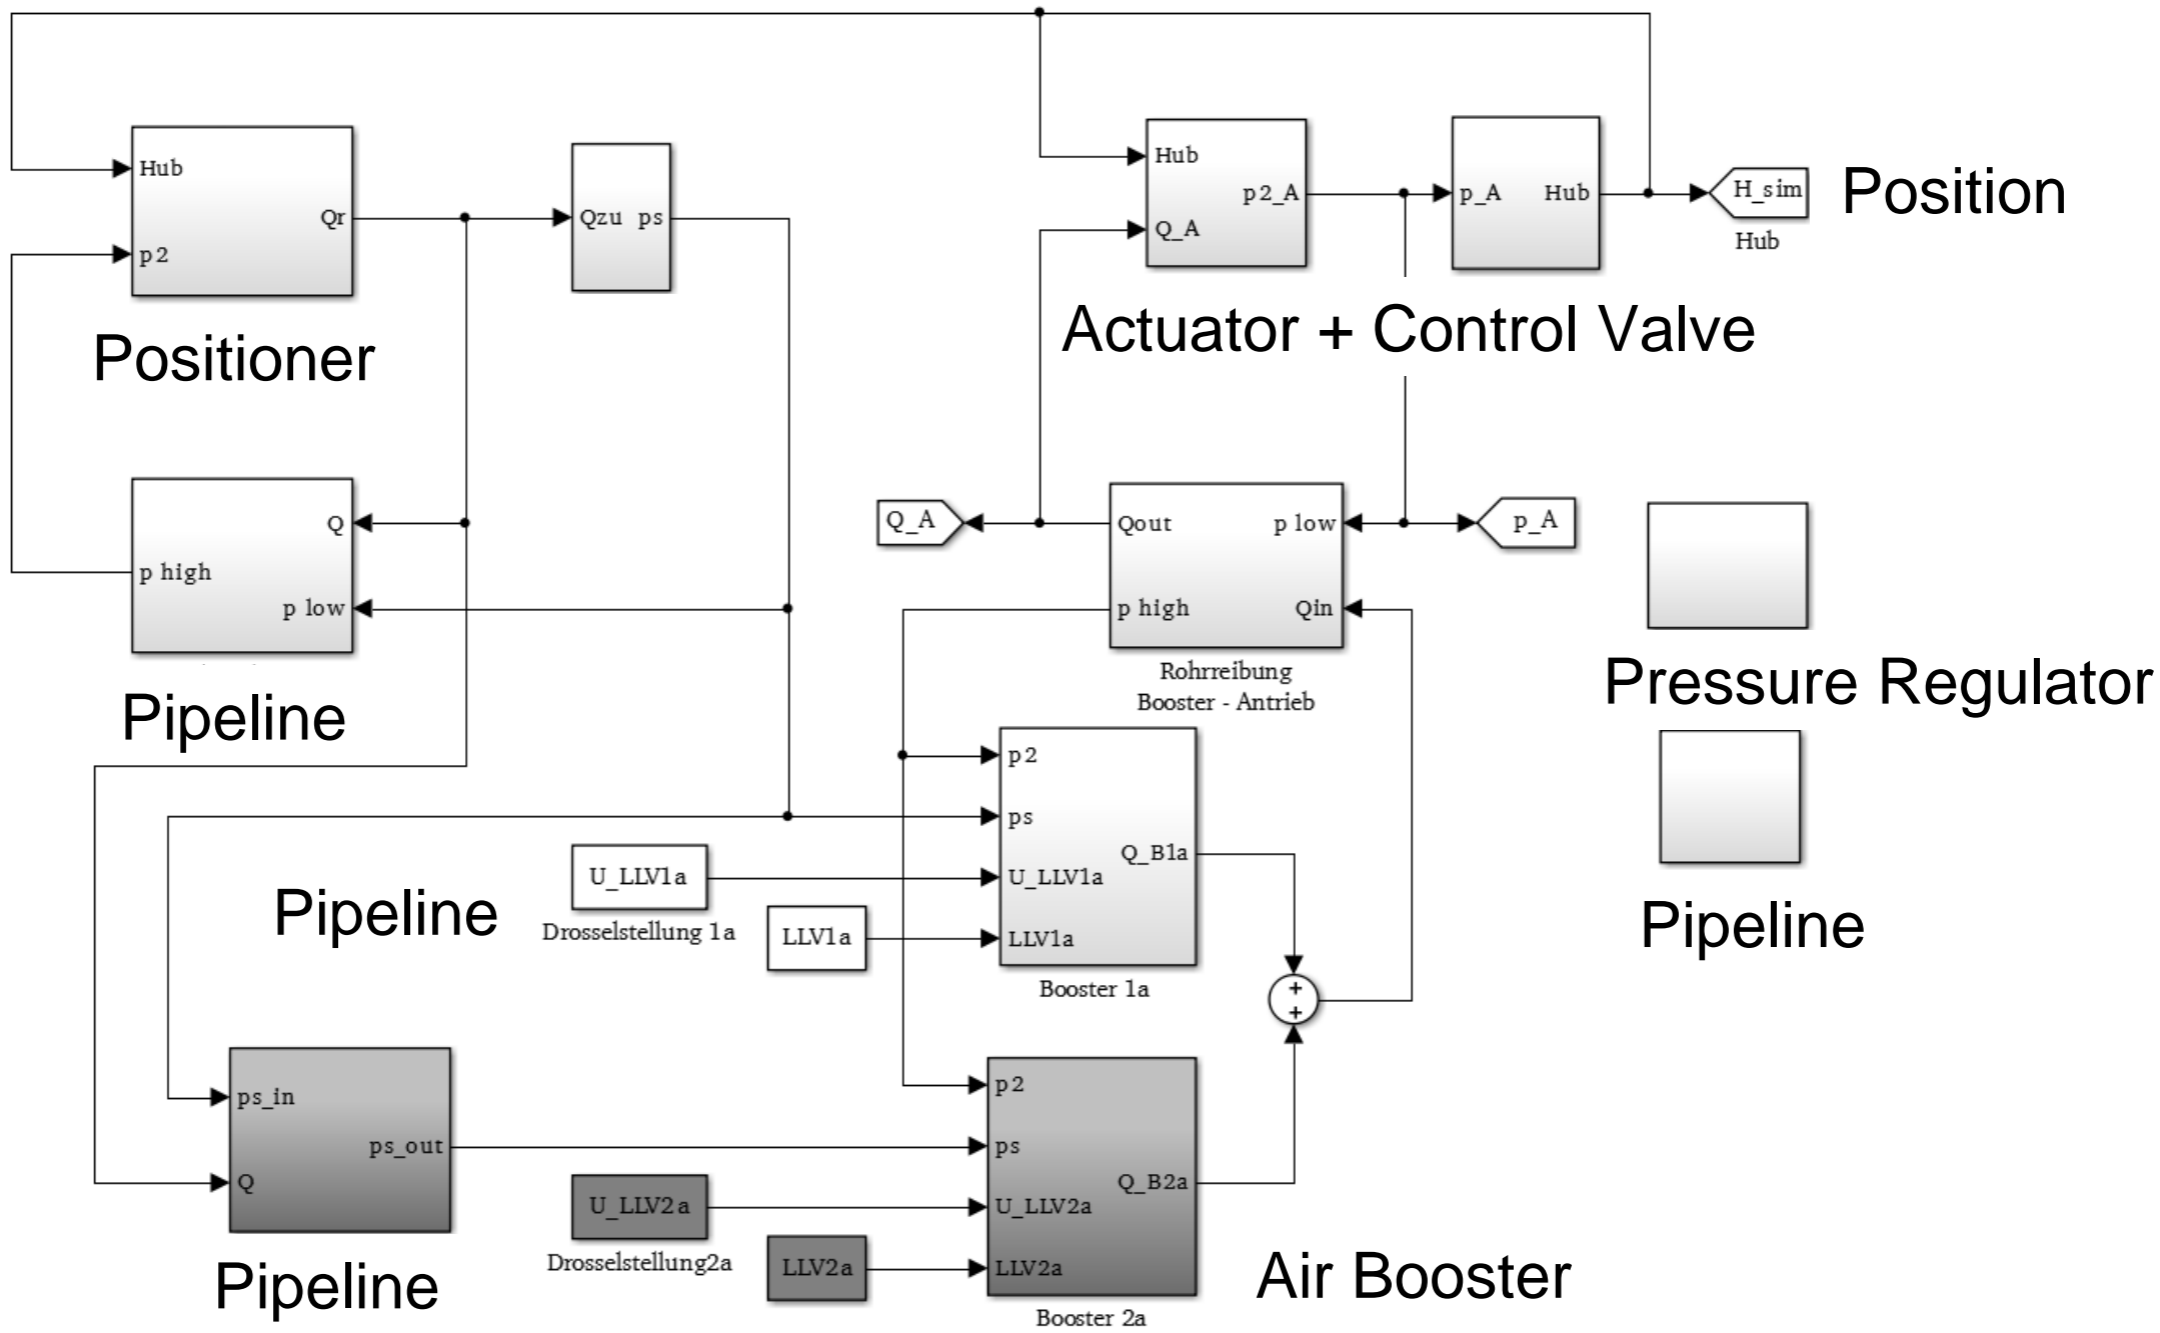 Hub
p2
Qr
Positioner
Qzu ps
Hub
Q_A
p2_A
p_A
Hub
H_sim
Hub
Position
Actuator + Control Valve
Q
p high
p low
Pipeline
Q_A
Qout
p high
p low
Qin
Rohrreibung
Booster - Antrieb
p_A
Pressure Regulator
Pipeline
p2
ps
U_LLV1a
LLV1a
Q_B1a
Booster 1a
U_LLV1a
Drosselstellung 1a
LLV1a
Pipeline
+
+
ps_in
Q
ps_out
Pipeline
U_LLV2a
Drosselstellung2a
LLV2a
p2
ps
U_LLV2a
LLV2a
Q_B2a
Booster 2a
Air Booster